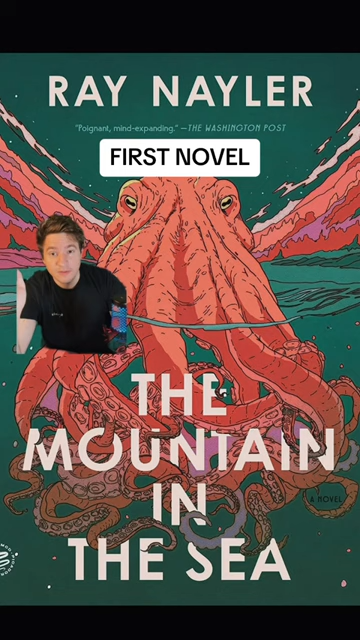 RAY NAYLER
"Poignant, mind-expanding." —THE WASHINGTON POST
FIRST NOVEL
THE
MOUNTAIN
IN
A NOVEL
THE SEA